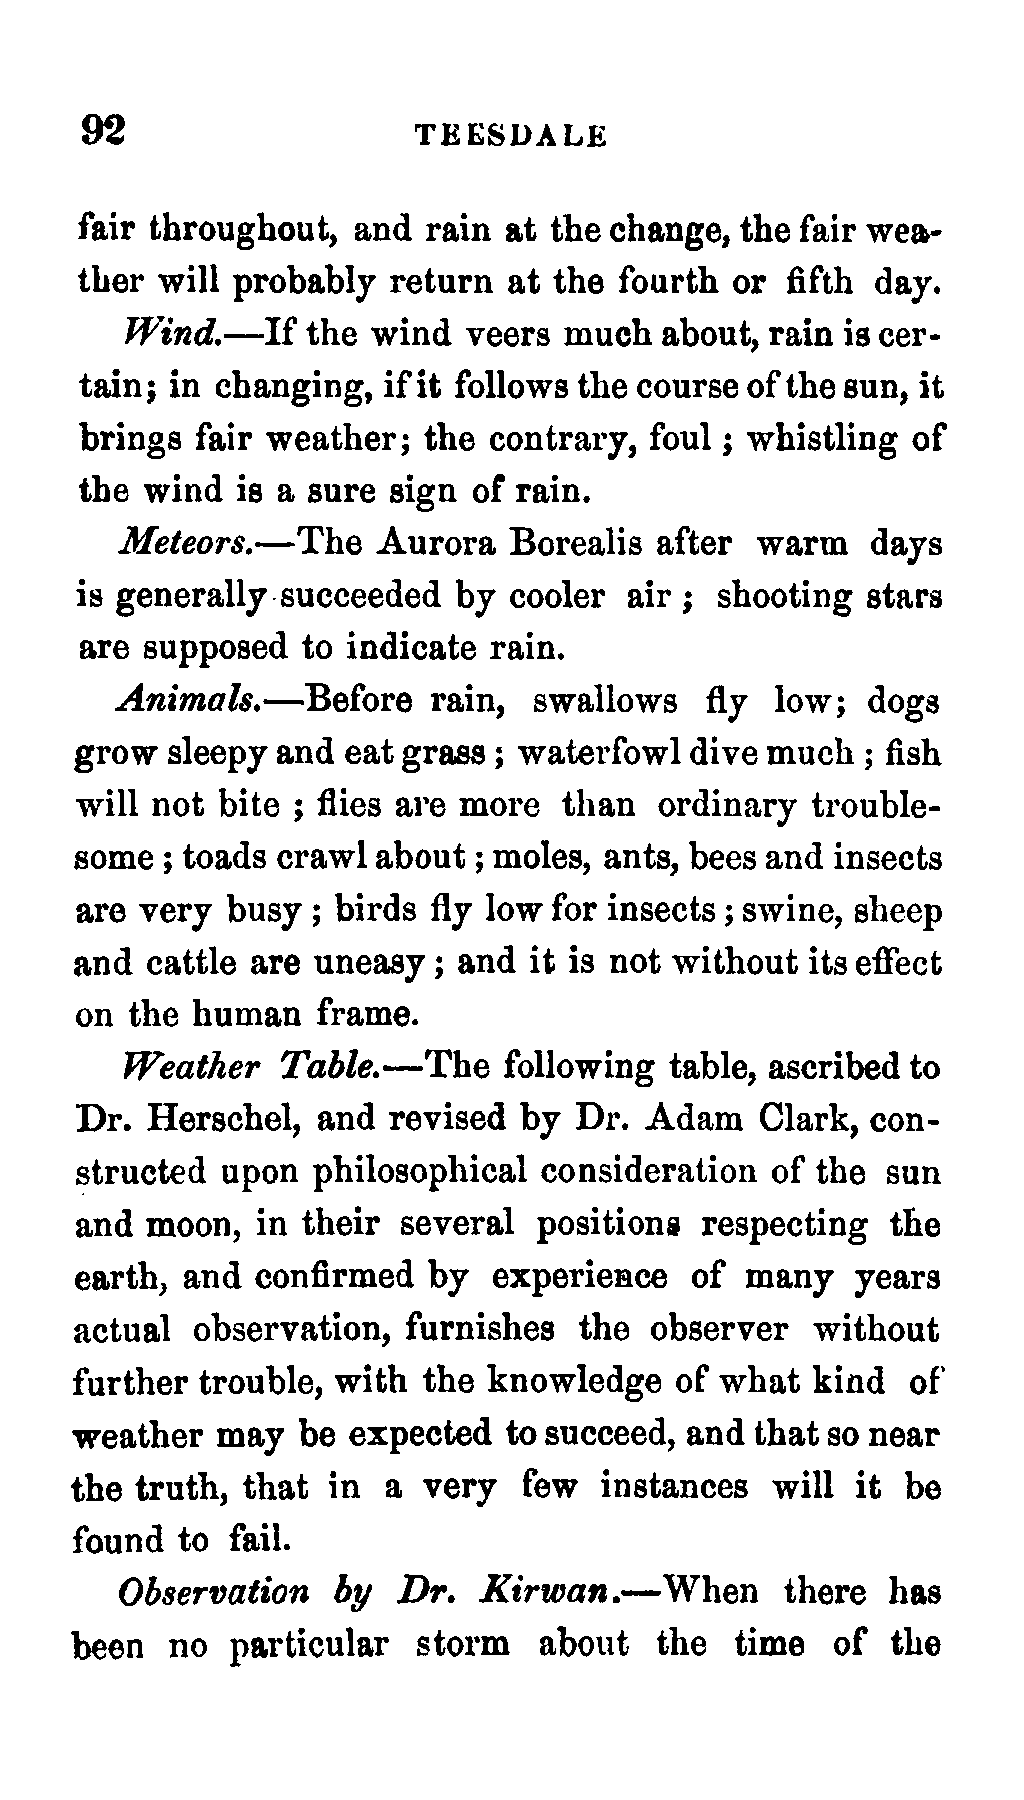 92 TEESDALE
fair throughout, and rain at the change, the fair wea-
ther will probably return at the fourth or fifth day.
Wind.—If the wind veers much about, rain is cer-
tain; in changing, if it follows the course of the sun, it
brings fair weather; the contrary, foul ; whistling of
the wind is a sure sign of rain.
Meteors.—The Aurora Borealis after warm days
is generally succeeded by cooler air ; shooting stars
are supposed to indicate rain.
Animals.—Before rain, swallows fly low; dogs
grow sleepy and eat grass ; waterfowl dive much ; fish
will not bite ; flies are more than ordinary trouble-
some ; toads crawl about ; moles, ants, bees and insects
are very busy ; birds fly low for insects ; swine, sheep
and cattle are uneasy ; and it is not without its effect
on the human frame.
Weather Table.—The following table, ascribed to
Dr. Herschel, and revised by Dr. Adam Clark, con-
structed upon philosophical consideration of the sun
and moon, in their several positions respecting the
earth, and confirmed by experience of many years
actual observation, furnishes the observer without
further trouble, with the knowledge of what kind of
weather may be expected to succeed, and that so near
the truth, that in a very few instances will it be
found to fail.
Observation by Dr. Kirwan.—When there has
been no particular storm about the time of the